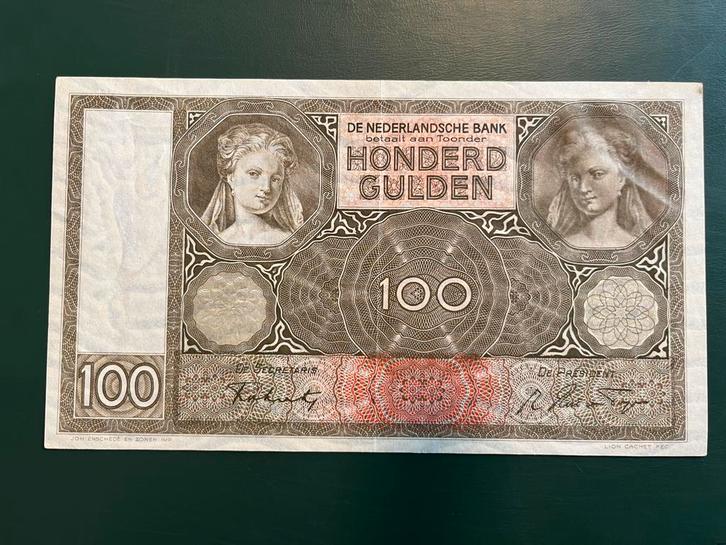 DE NEDERLANDSCHE BANK
betaalt aan Toonder
HONDERD
GULDEN
100
DE SECRETARIS
DE PRESIDENT
100
JOH. ENSCHEDÉ EN ZONEN IMP.
LION CACHET FEC.